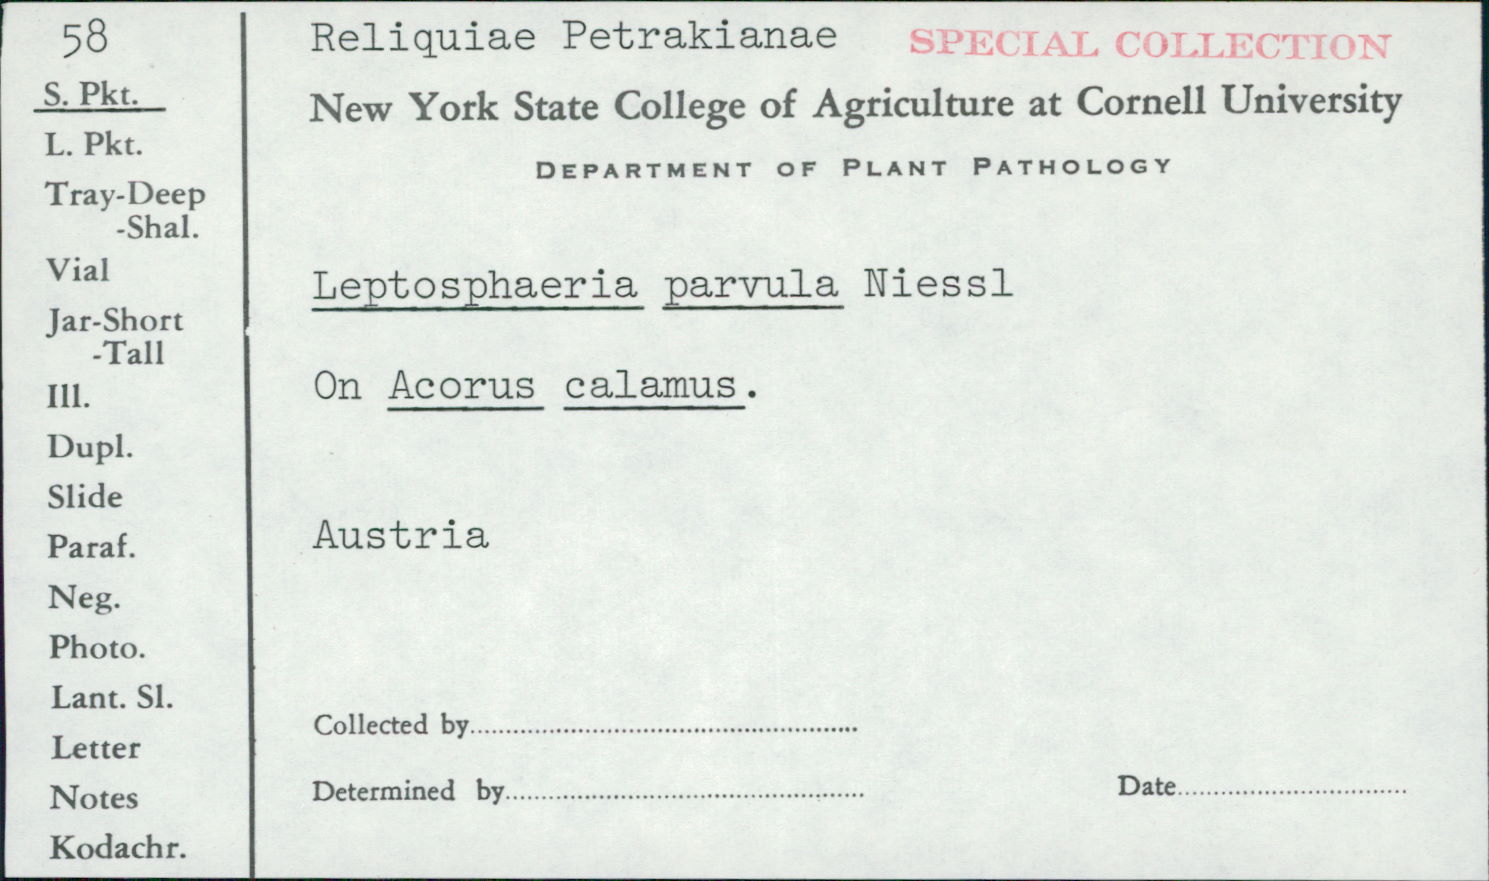 58
S. Pkt.
L. Pkt.
Tray-Deep
-Shal.
Vial
Jar-Short
-Tall
Ill.
Dupl.
Slide
Paraf.
Neg.
Photo.
Lant. Sl.
Letter
Notes
Kodachr.
Reliquiae Petrakianae SPECIAL COLLECTION
New York State College of Agriculture at Cornell University
DEPARTMENT OF PLANT PATHOLOGY
Leptosphaeria parvula Niessl
On Acorus calamus.
Austria
Collected by
Determined by Date